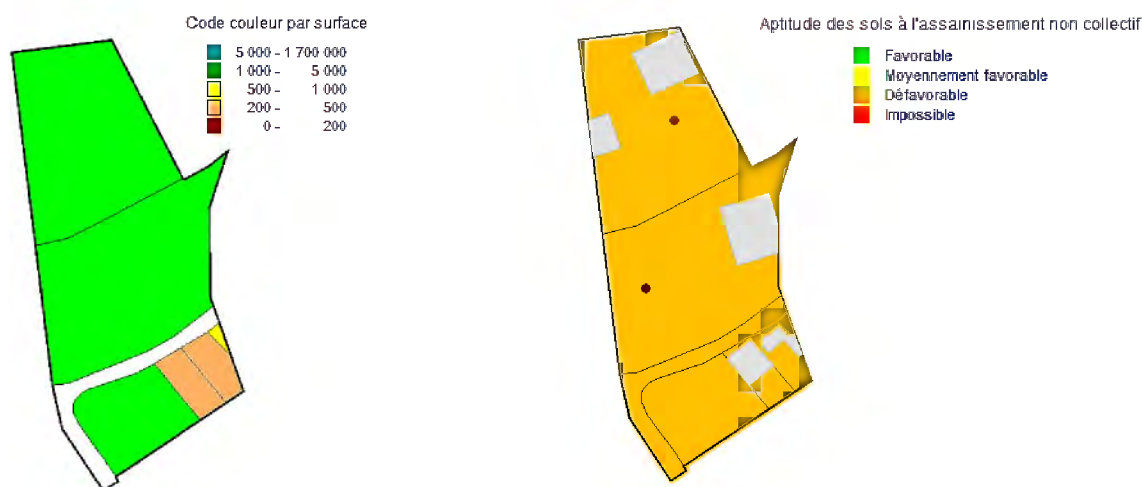 Code couleur par surface
5 000 - 1 700 000
1 000 - 5 000
500 - 1 000
200 - 500
0 - 200
Aptitude des sols à l'assainissement non collectif
Favorable
Moyennement favorable
Défavorable
Impossible